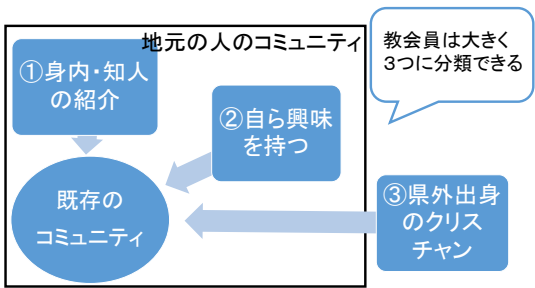 地元の人のコミュニティ
教会員は大きく
3つに分類できる
①身内・知人
の紹介
②自ら興味
を持つ
既存の
コミュニティ
③県外出身
のクリス
チャン